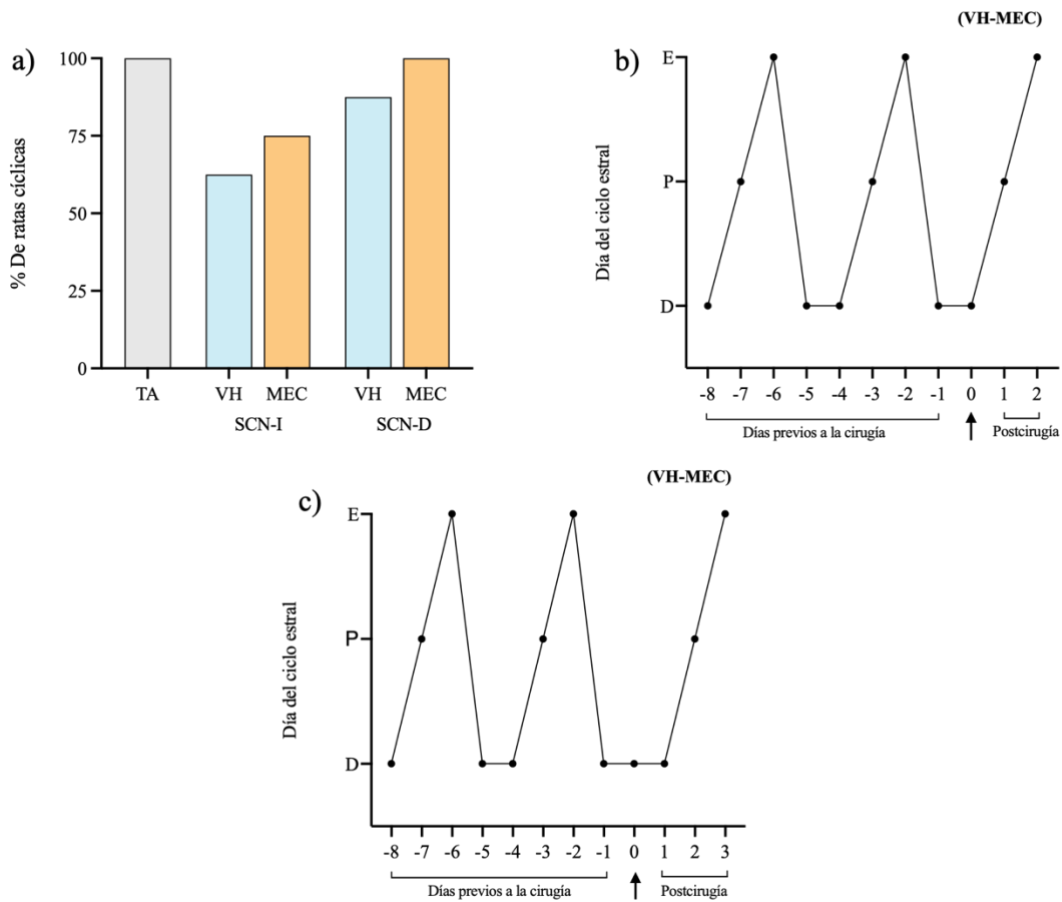 a)
% De ratas cíclicas
100
75
50
25
0
TA
VH
MEC
VH
MEC
SCN-I
SCN-D
(VH-MEC)
b)
Día del ciclo estral
E
P
D
-8 -7 -6 -5 -4 -3 -2 -1 0 1 2
Días previos a la cirugía
Postcirugía
(VH-MEC)
c)
Día del ciclo estral
E
P
D
-8 -7 -6 -5 -4 -3 -2 -1 0 1 2 3
Días previos a la cirugía
Postcirugía